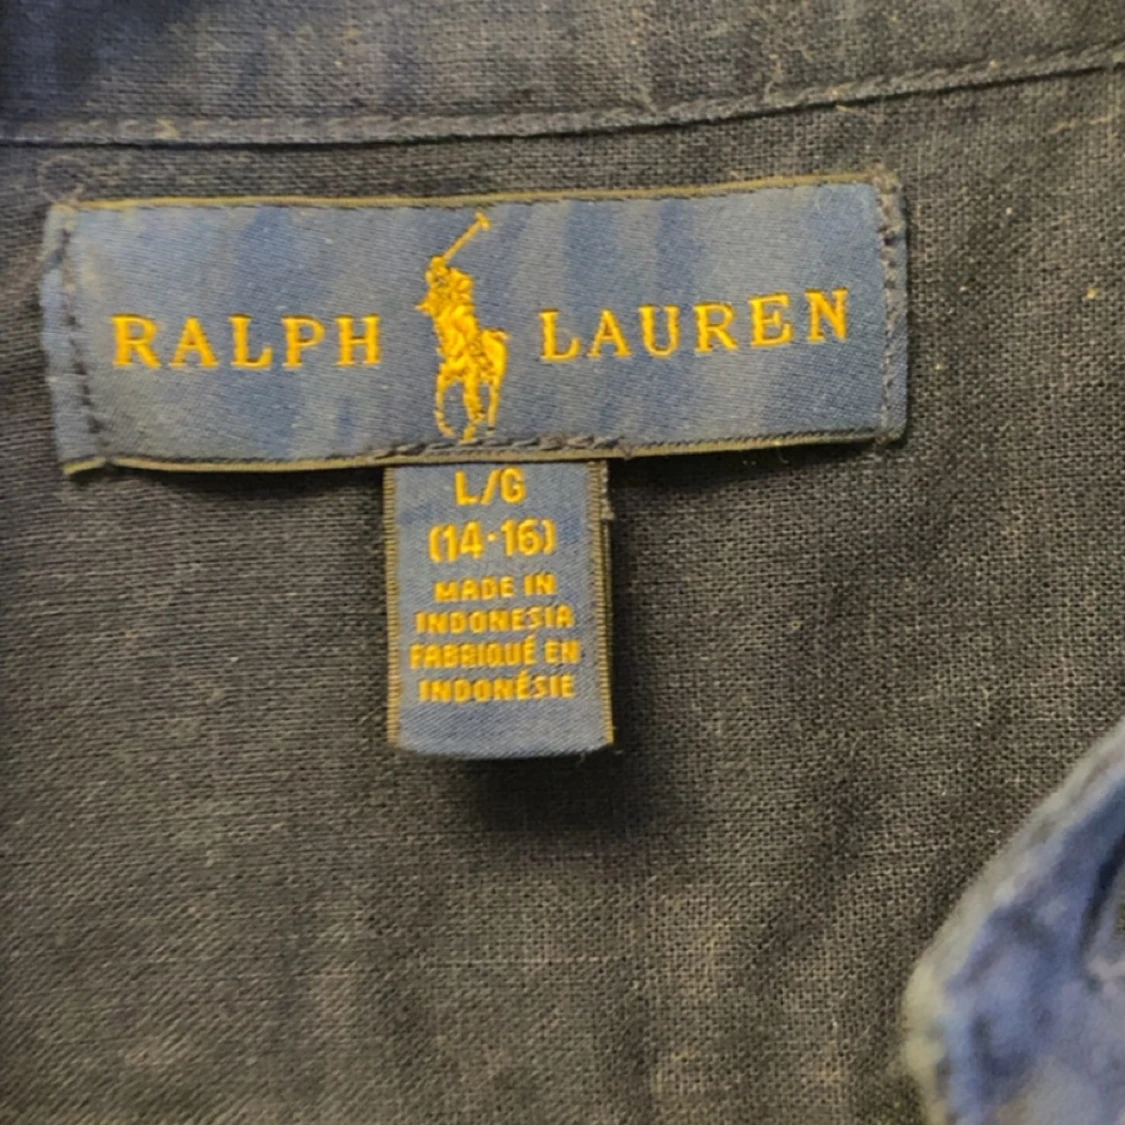 RALPH LAUREN
L/G
(14-16)
MADE IN
INDONESIA
FABRIQUÉ EN
INDONÉSIE